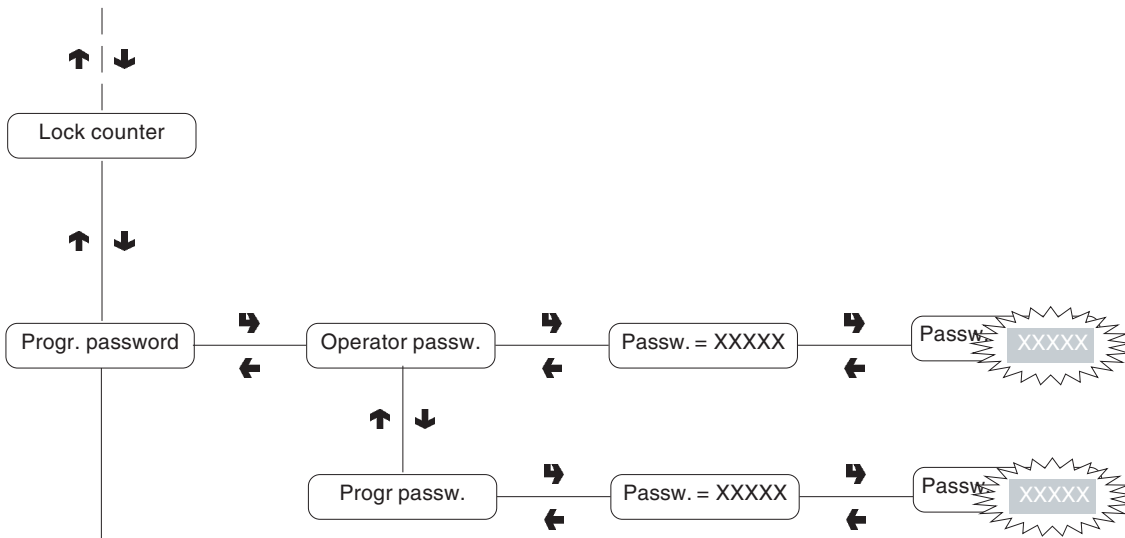 Lock counter
Progr. password
Operator passw.
Passw. = XXXXX
Passw.
XXXXX
Progr passw.
Passw. = XXXXX
Passw.
XXXXX